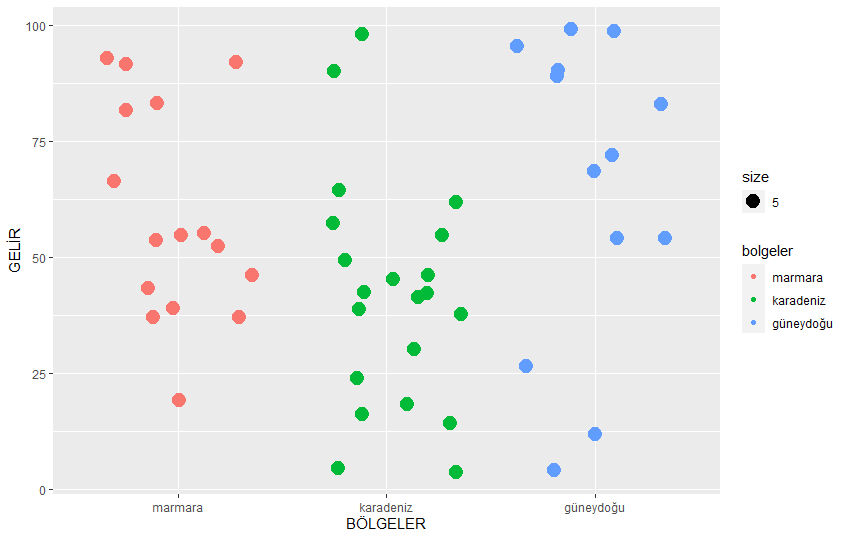 100
75
50
25
0
GELİR
marmara
karadeniz
güneydoğu
BÖLGELER
size
5
bolgeler
marmara
karadeniz
güneydoğu